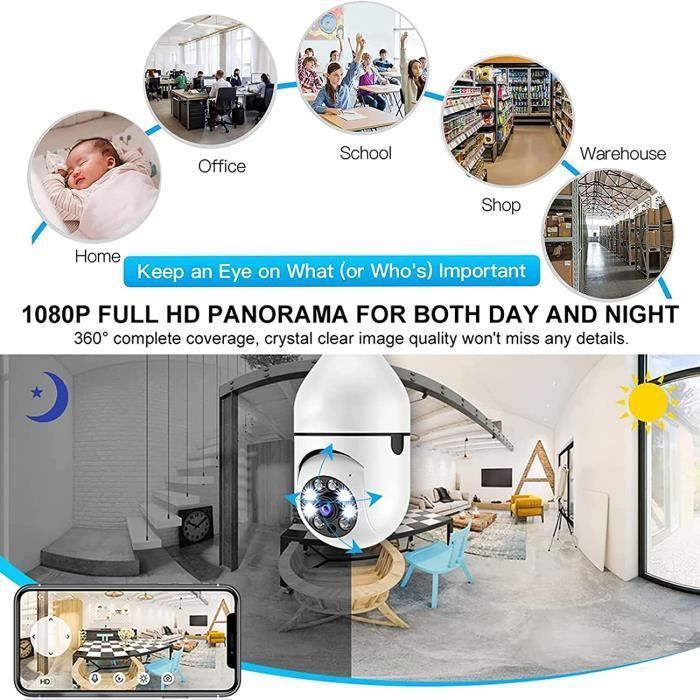 Office
School
Warehouse
Shop
Home
Keep an Eye on What (or Who's) Important
1080P FULL HD PANORAMA FOR BOTH DAY AND NIGHT
360° complete coverage, crystal clear image quality won't miss any details.
HD